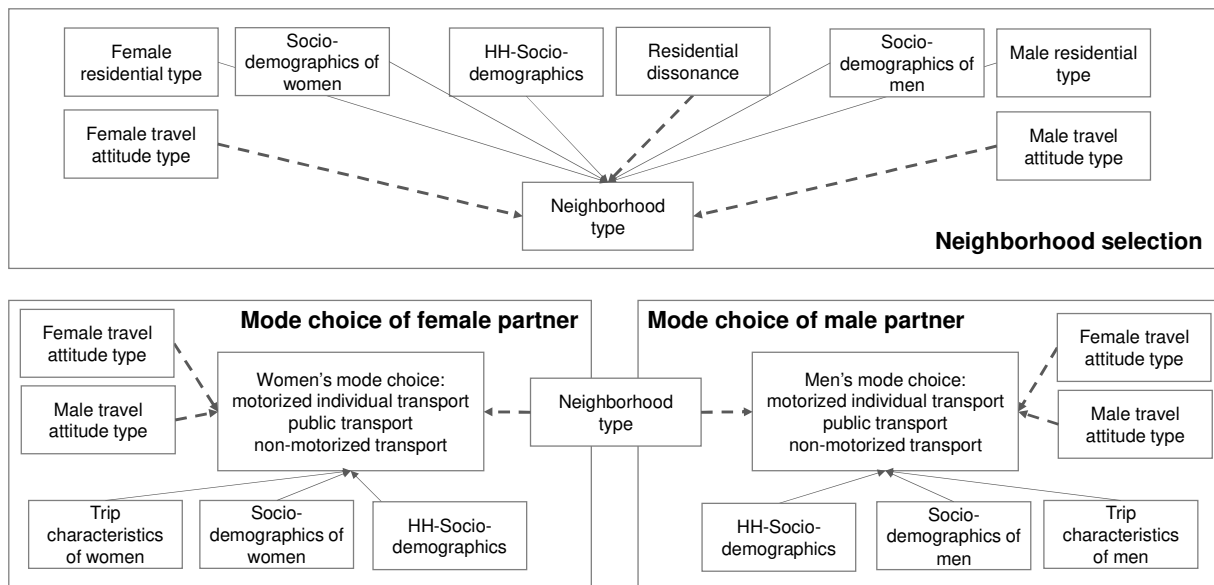 Female
residential type
Socio-
demographics of
women
HH-Socio-
demographics
Residential
dissonance
Socio-
demographics of
men
Male residential
type
Female travel
attitude type
Male travel
attitude type
Neighborhood
type
Neighborhood selection
Mode choice of female partner
Female travel
attitude type
Male travel
attitude type
Women's mode choice:
motorized individual transport
public transport
non-motorized transport
Trip
characteristics
of women
Socio-
demographics of
women
HH-Socio-
demographics
Neighborhood
type
Mode choice of male partner
Men's mode choice:
motorized individual transport
public transport
non-motorized transport
Female travel
attitude type
Male travel
attitude type
HH-Socio-
demographics
Socio-
demographics of
men
Trip
characteristics
of men